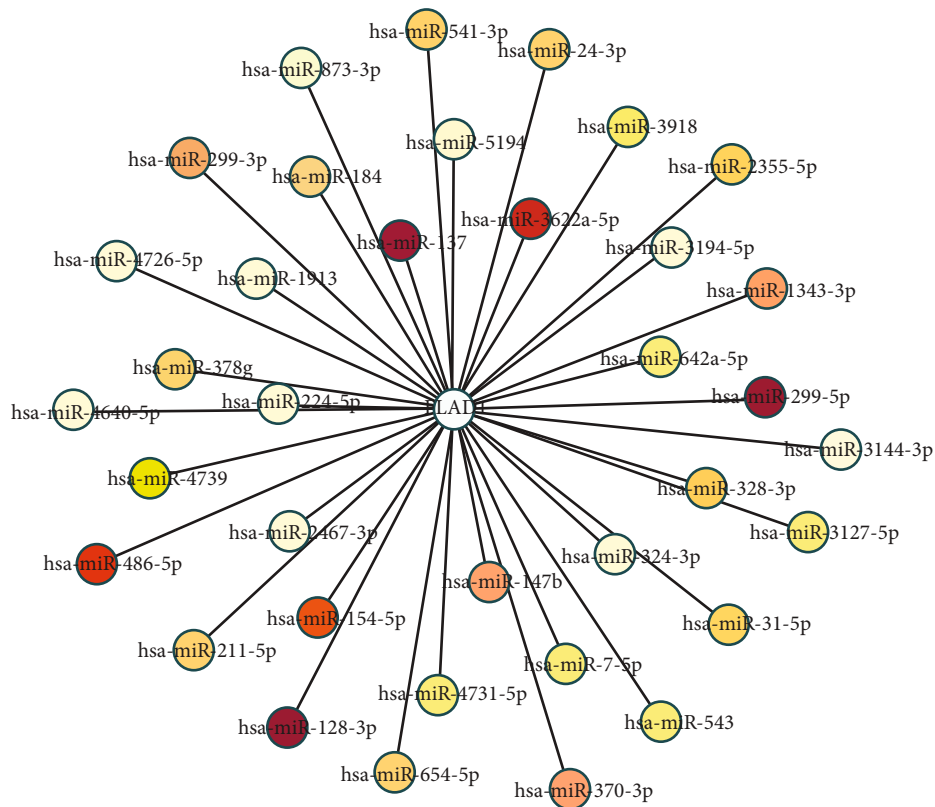 hsa-miR-541-3p
hsa-miR-24-3p
hsa-miR-873-3p
hsa-miR-3918
hsa-miR-5194
hsa-miR-299-3p
hsa-miR-2355-5p
hsa-miR-184
hsa-miR-3622a-5p
hsa-miR-137
hsa-miR-3194-5p
hsa-miR-4726-5p
hsa-miR-1913
hsa-miR-1343-3p
hsa-miR-642a-5p
hsa-miR-378g
hsa-miR-299-5p
hsa-miR-224-5p
hsa-miR-4640-5p
hsa-miR-3144-3p
hsa-miR-4739
hsa-miR-328-3p
hsa-miR-2467-3p
hsa-miR-3127-5p
hsa-miR-324-3p
hsa-miR-486-5p
hsa-miR-147b
hsa-miR-154-5p
hsa-miR-31-5p
hsa-miR-211-5p
hsa-miR-7-5p
hsa-miR-4731-5p
hsa-miR-543
hsa-miR-128-3p
hsa-miR-654-5p
hsa-miR-370-3p